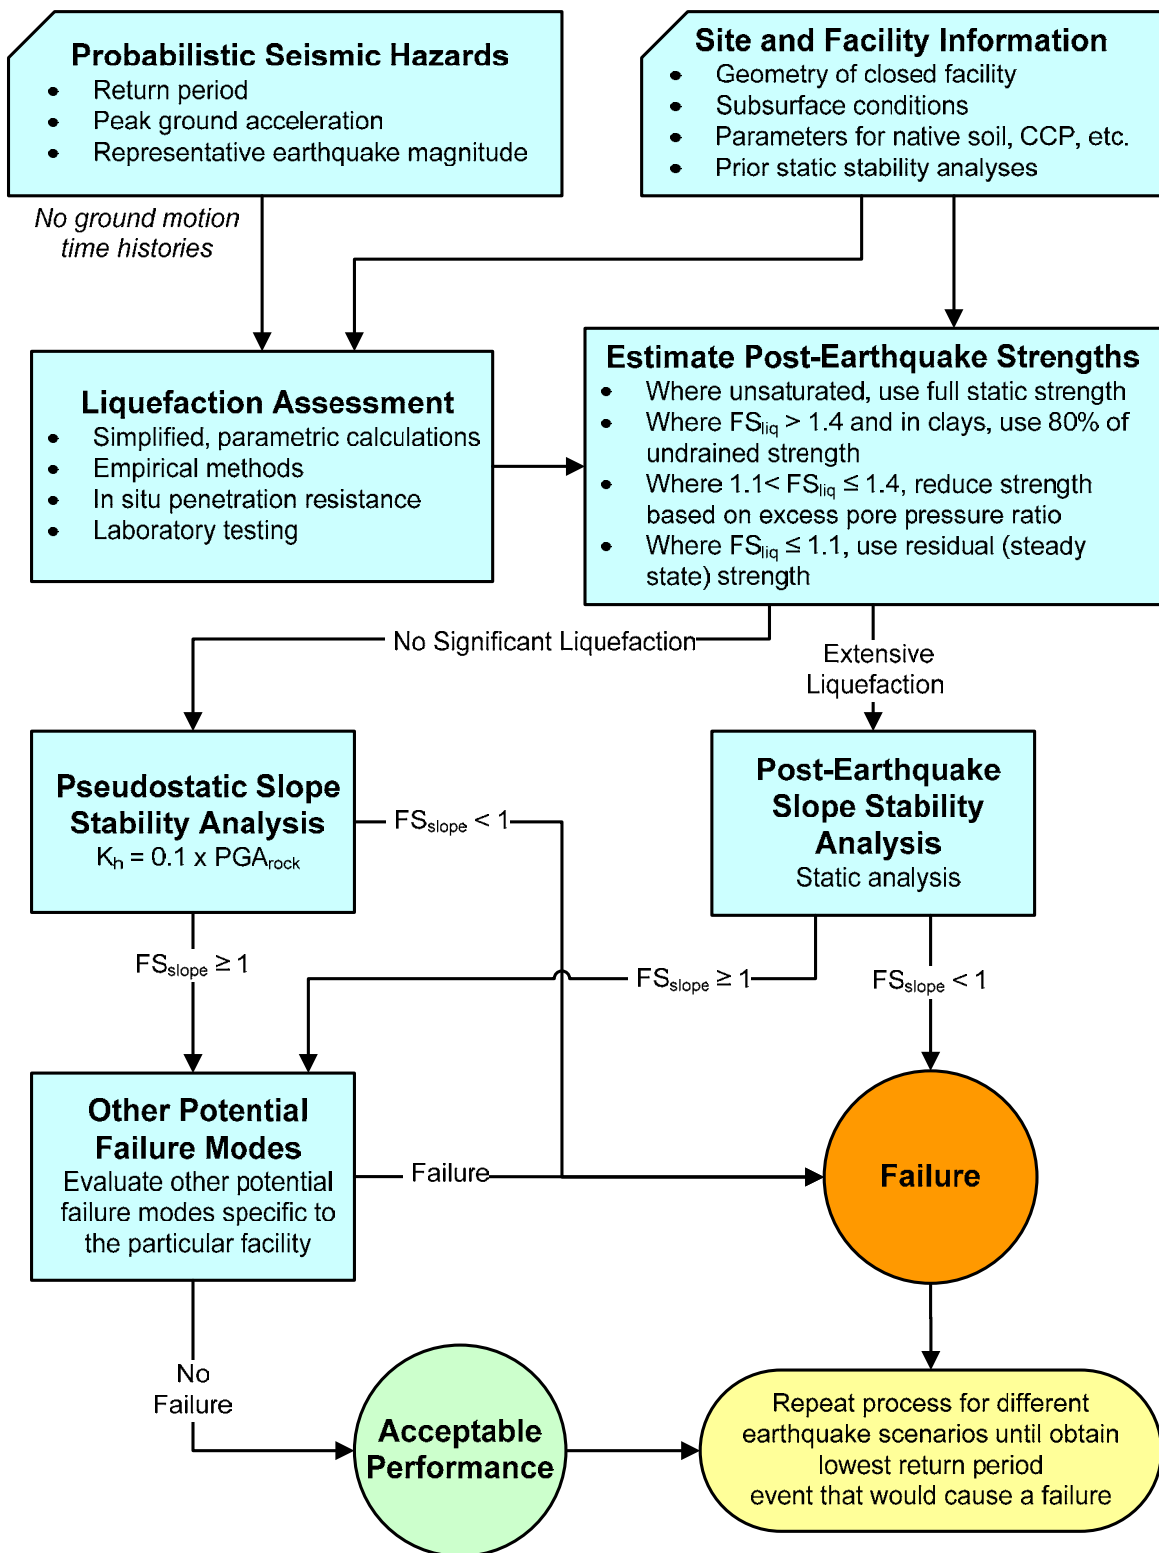 Probabilistic Seismic Hazards
• Return period
• Peak ground acceleration
• Representative earthquake magnitude
Site and Facility Information
• Geometry of closed facility
• Subsurface conditions
• Parameters for native soil, CCP, etc.
• Prior static stability analyses
No ground motion
time histories
Liquefaction Assessment
• Simplified, parametric calculations
• Empirical methods
• In situ penetration resistance
• Laboratory testing
Estimate Post-Earthquake Strengths
• Where unsaturated, use full static strength
• Where FSliq > 1.4 and in clays, use 80% of
undrained strength
• Where 1.1< FSliq ≤ 1.4, reduce strength
based on excess pore pressure ratio
• Where FSliq ≤ 1.1, use residual (steady
state) strength
No Significant Liquefaction
Extensive
Liquefaction
Pseudostatic Slope
Stability Analysis
Kh = 0.1 x PGArock
FSslope < 1
Post-Earthquake
Slope Stability
Analysis
Static analysis
FSslope ≥ 1
FSslope ≥ 1
FSslope < 1
Other Potential
Failure Modes
Evaluate other potential
failure modes specific to
the particular facility
Failure
Failure
No
Failure
Acceptable
Performance
Repeat process for different
earthquake scenarios until obtain
lowest return period
event that would cause a failure